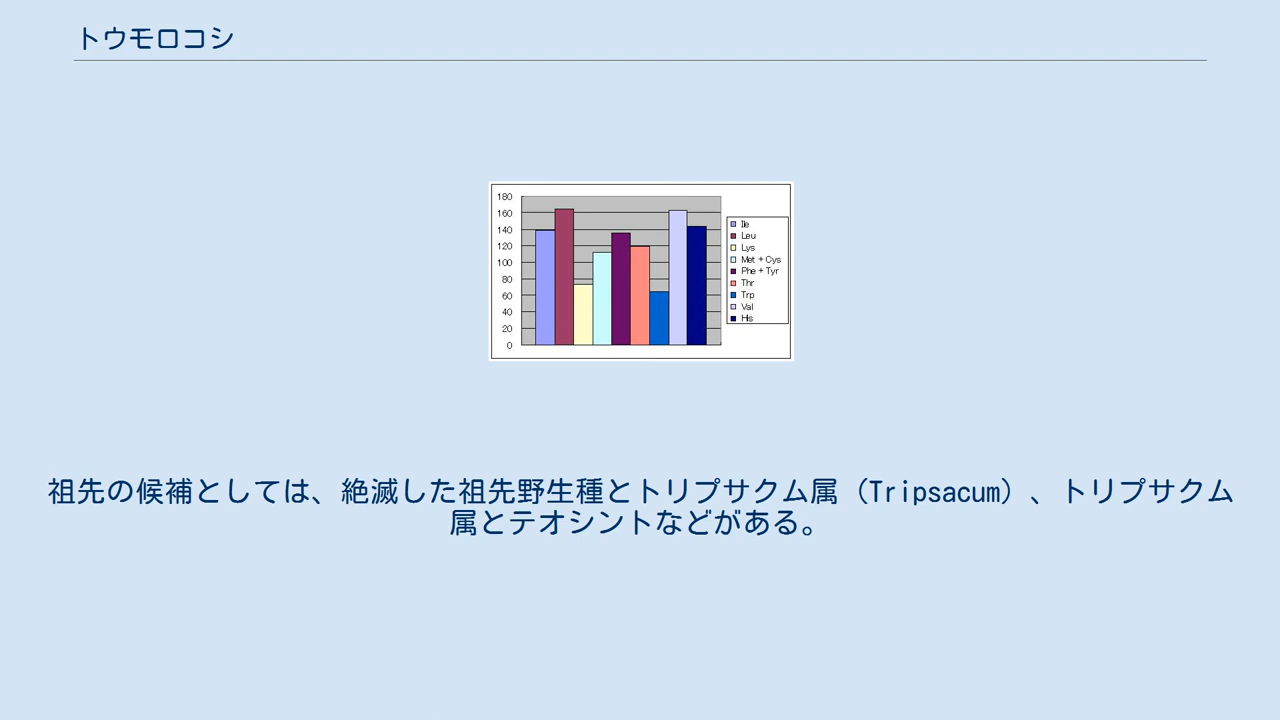 トウモロコシ
180
160
140
120
100
80
60
40
20
0
Ile
Leu
Lys
Met + Cys
Phe + Tyr
Thr
Trp
Val
His
祖先の候補としては、絶滅した祖先野生種とトリプサクム属（Tripsacum）、トリプサクム
属とテオシントなどがある。